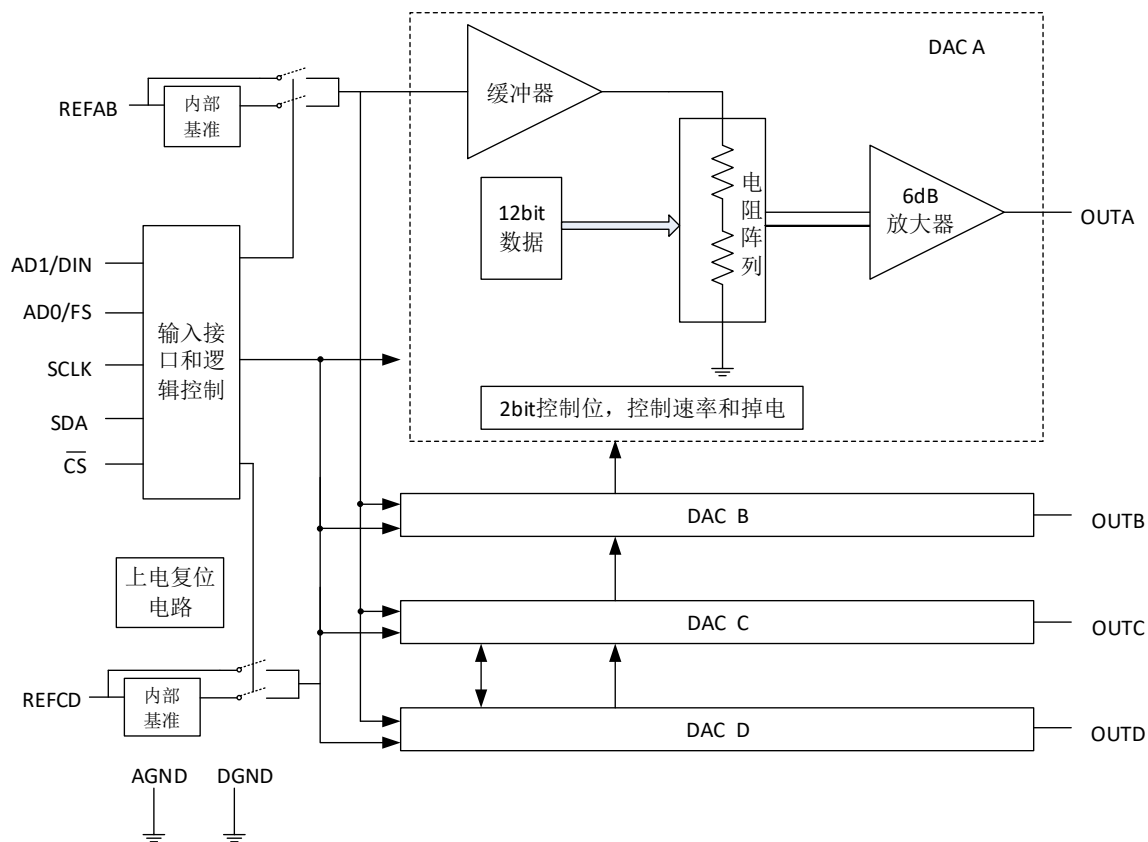 DAC A
缓冲器
REFAB
内部
基准
12bit
数据
电
阻
阵
列
6dB
放大器
OUTA
AD1/DIN
AD0/FS
SCLK
SDA
CS
输入接
口和逻
辑控制
2bit控制位，控制速率和掉电
DAC B
OUTB
上电复位
电路
DAC C
OUTC
REFCD
内部
基准
DAC D
OUTD
AGND
DGND